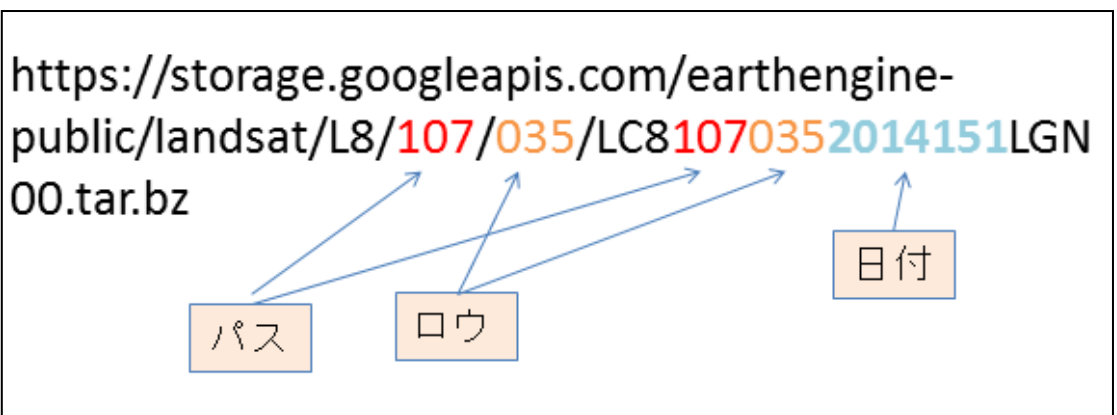 https://storage.googleapis.com/earthengine-
public/landsat/L8/107/035/LC81070352014151LGN
00.tar.bz
日付
パス
ロウ